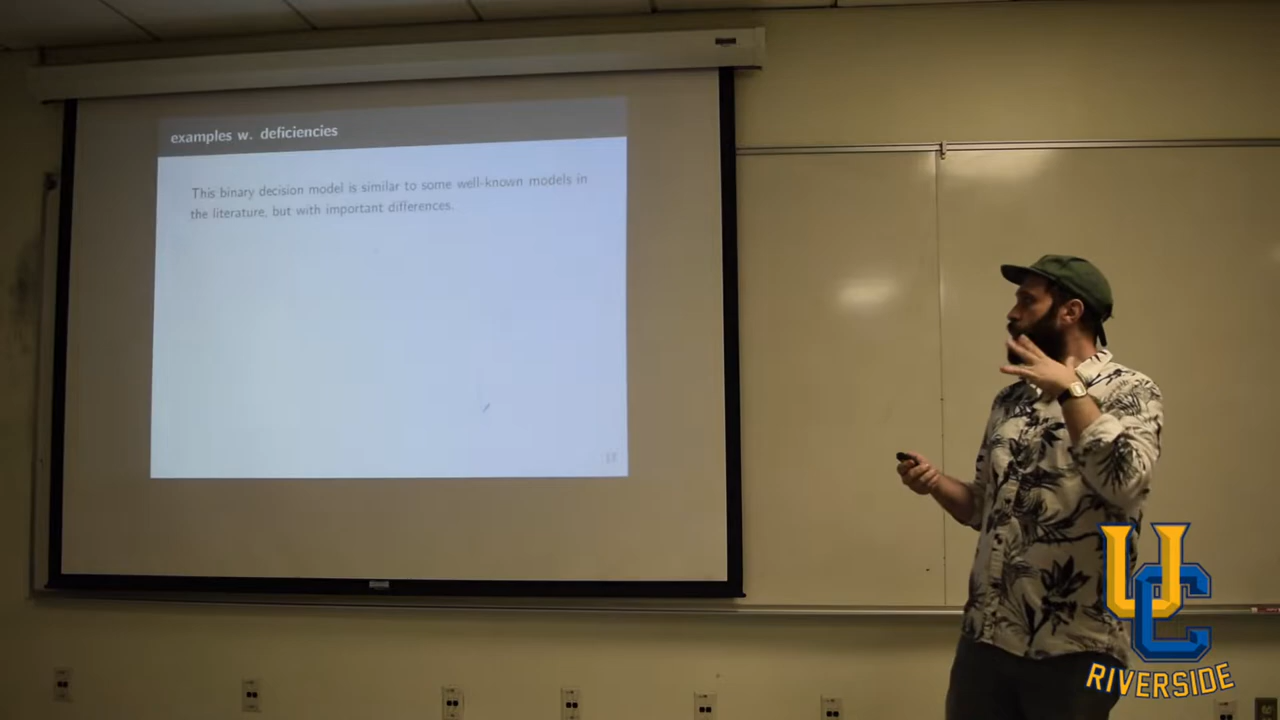 examples w. deficiencies
This binary decision model is similar to some well-known models in
the literature, but with important differences.
UC
RIVERSIDE